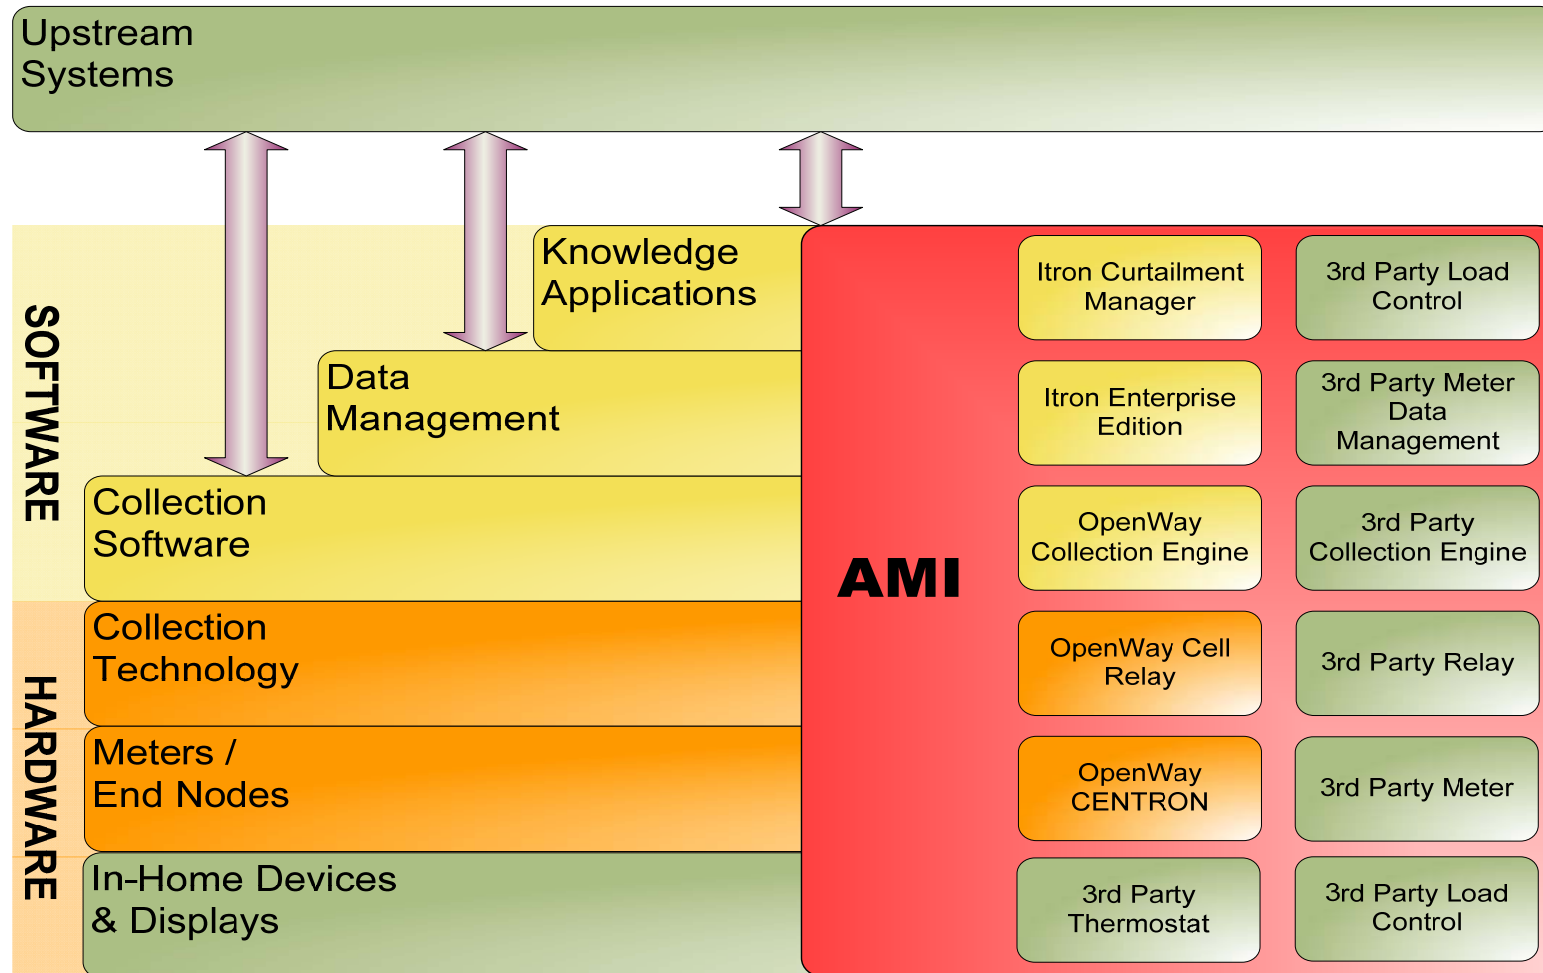 Upstream
Systems
SOFTWARE
HARDWARE
Knowledge
Applications
Data
Management
Collection
Software
Collection
Technology
Meters /
End Nodes
In-Home Devices
& Displays
AMI
Itron Curtailment
Manager
3rd Party Load
Control
Itron Enterprise
Edition
3rd Party Meter
Data
Management
OpenWay
Collection Engine
3rd Party
Collection Engine
OpenWay Cell
Relay
3rd Party Relay
OpenWay
CENTRON
3rd Party Meter
3rd Party
Thermostat
3rd Party Load
Control